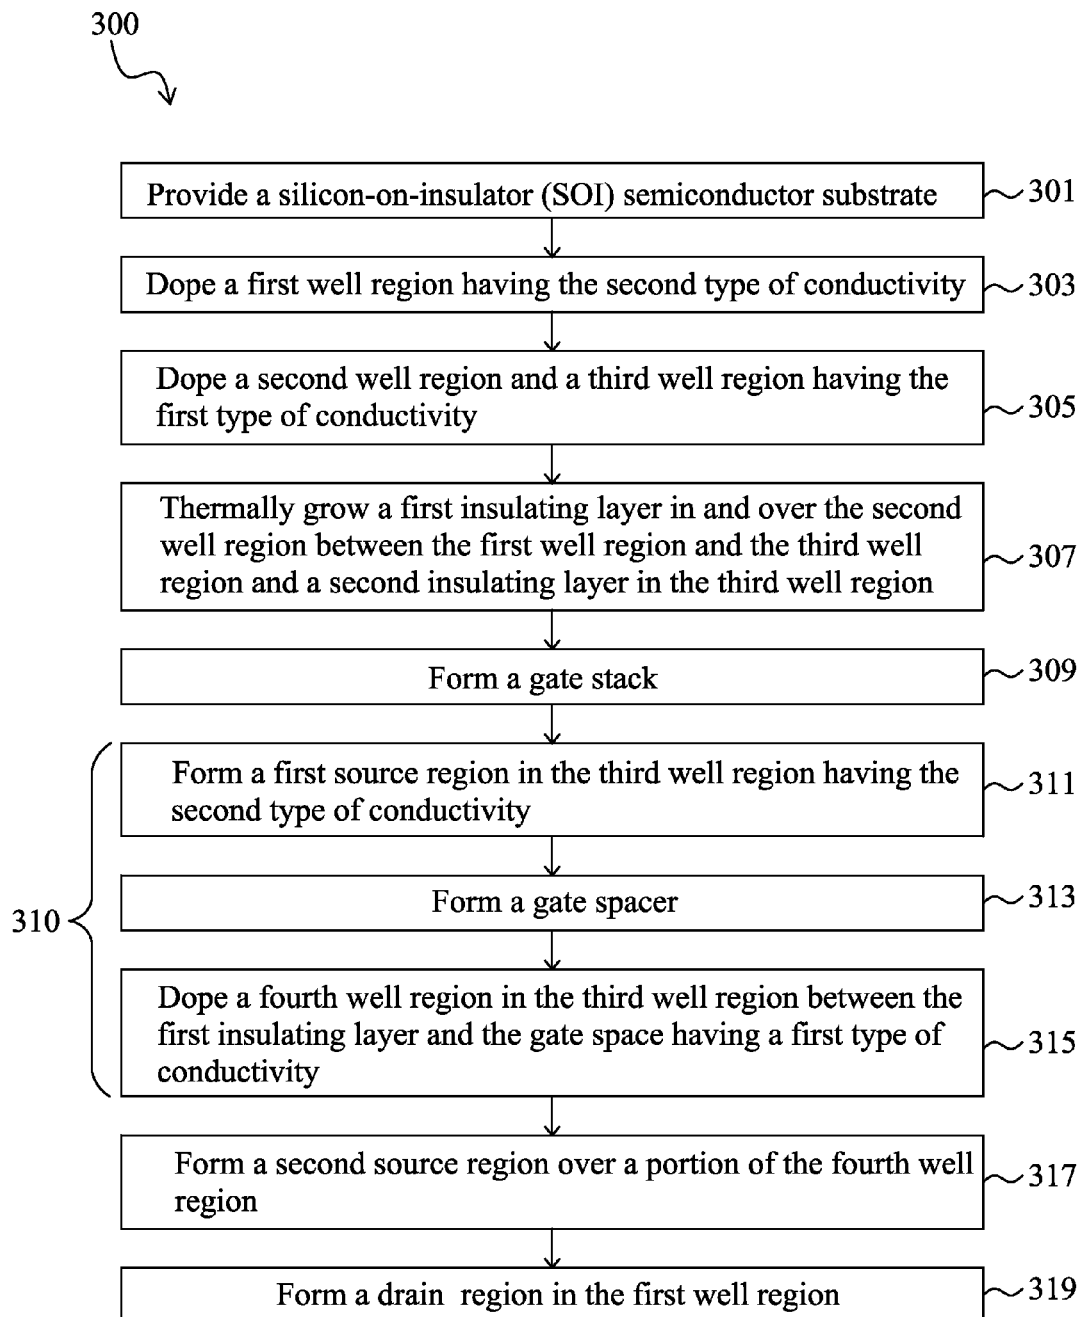 300
Provide a silicon-on-insulator (SOI) semiconductor substrate
301
Dope a first well region having the second type of conductivity
303
Dope a second well region and a third well region having the
first type of conductivity
305
Thermally grow a first insulating layer in and over the second
well region between the first well region and the third well
region and a second insulating layer in the third well region
307
Form a gate stack
309
310
Form a first source region in the third well region having the
second type of conductivity
311
Form a gate spacer
313
Dope a fourth well region in the third well region between the
first insulating layer and the gate space having a first type of
conductivity
315
Form a second source region over a portion of the fourth well
region
317
Form a drain region in the first well region
319